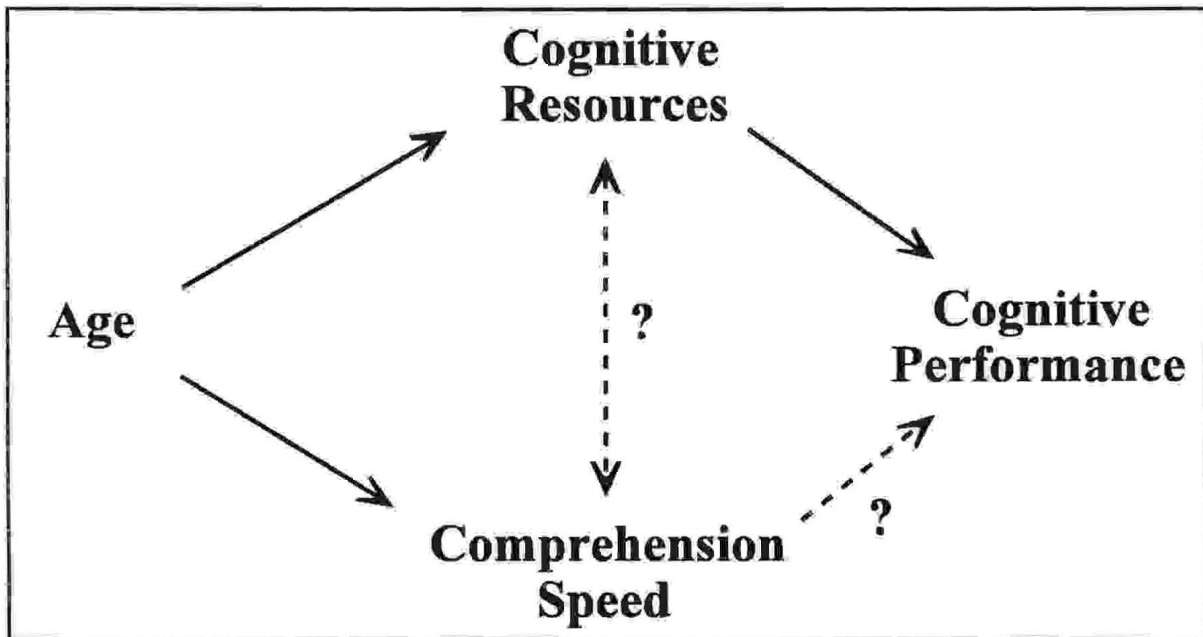 Cognitive
Resources
Age
?
Cognitive
Performance
?
Comprehension
Speed